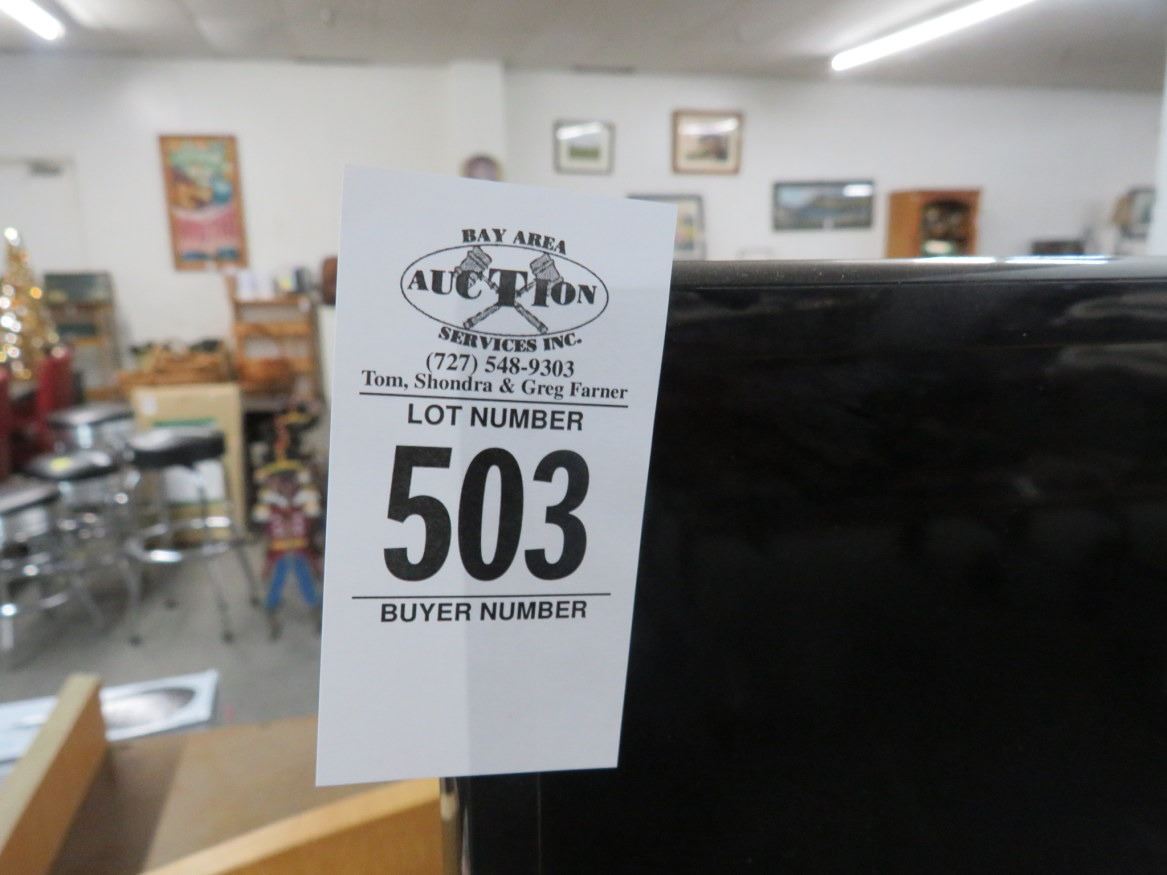 BAY AREA
AUCTION
SERVICES INC.
(727) 548-9303
Tom, Shondra & Greg Farner
LOT NUMBER
503
BUYER NUMBER